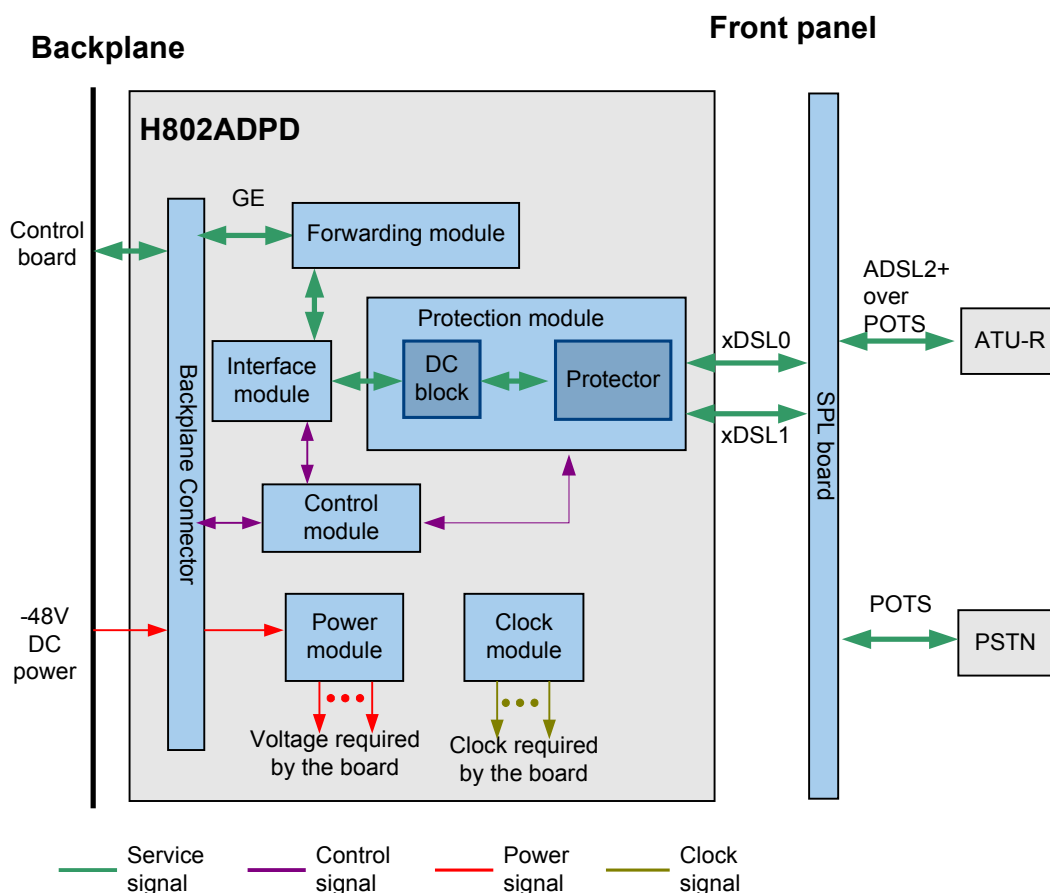 Backplane
Front panel
H802ADPD
GE
Forwarding module
Control
board
Protection module
ADSL2+
over
POTS
ATU-R
xDSL0
Interface
module
DC
block
Protector
xDSL1
Backplane Connector
SPL board
Control
module
-48V
DC
power
Power
module
Clock
module
POTS
PSTN
Voltage required
by the board
Clock required
by the board
Service
signal
Control
signal
Power
signal
Clock
signal